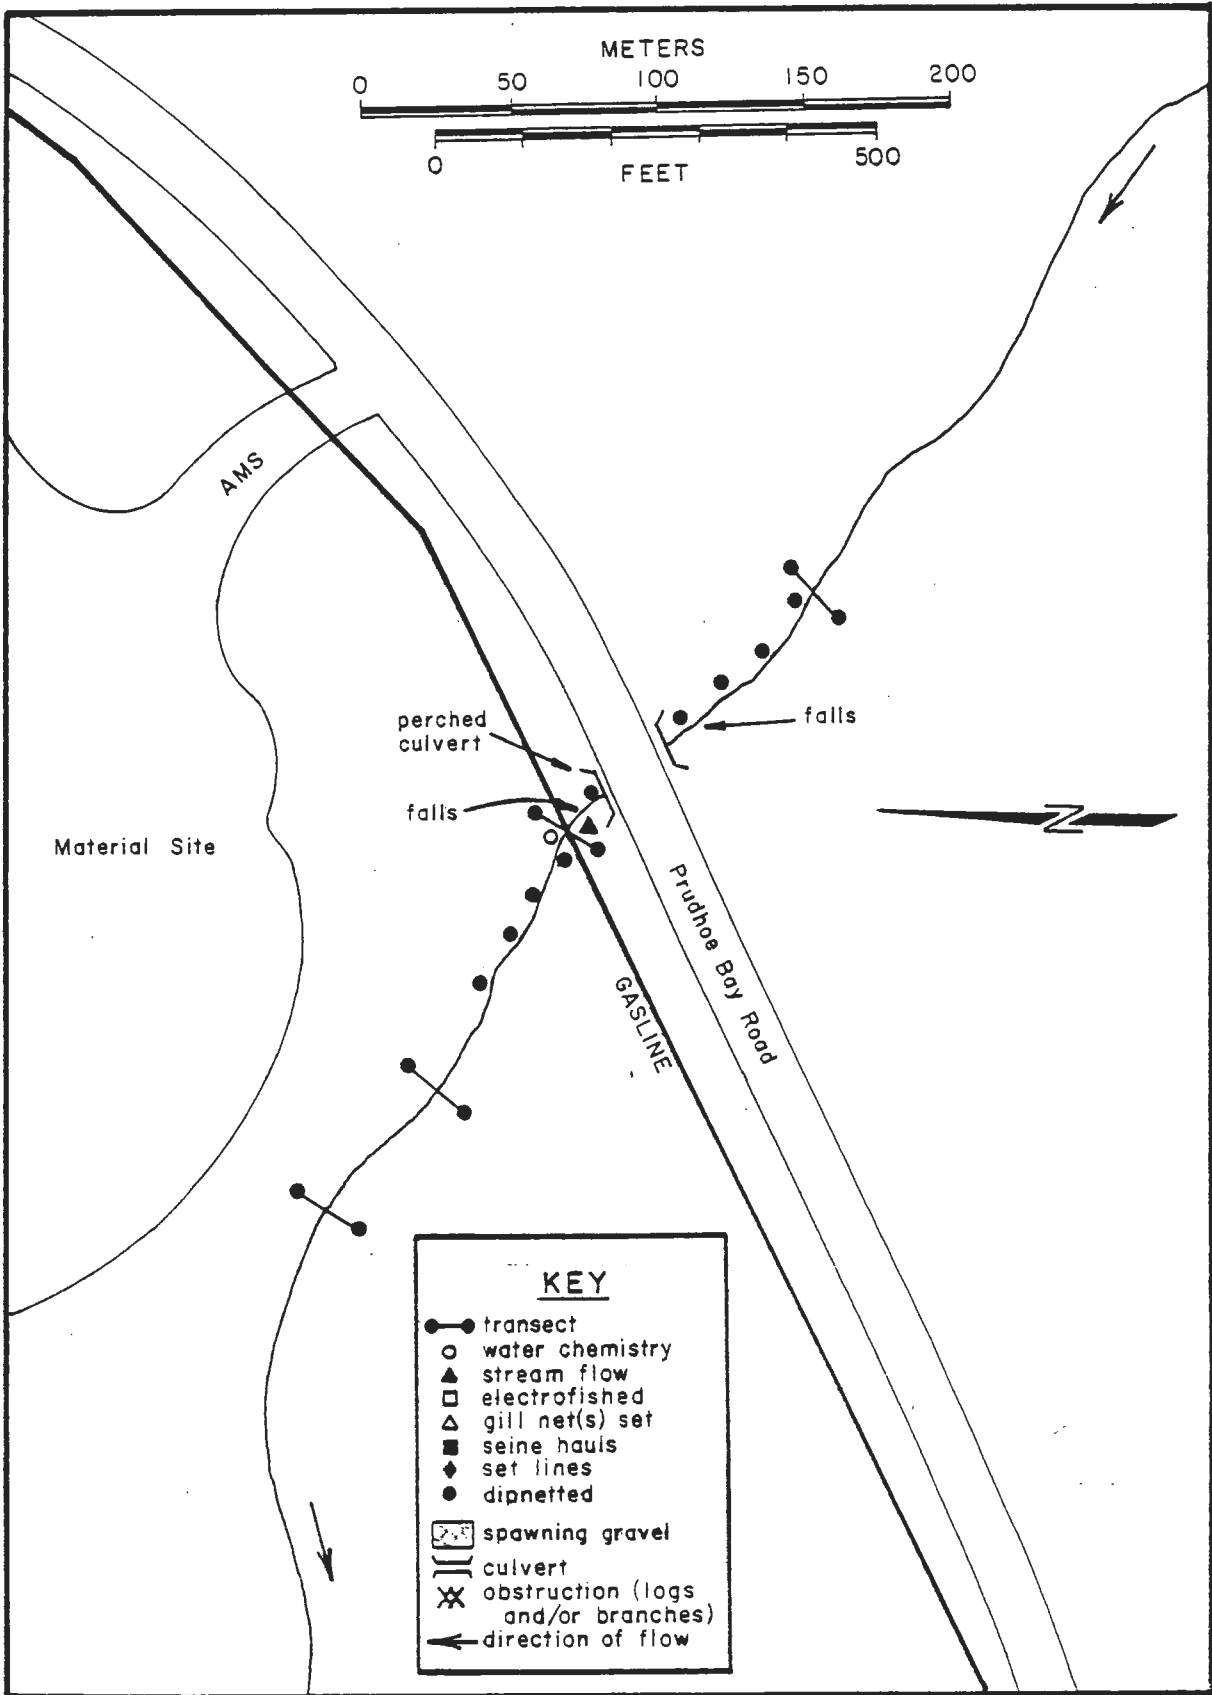 METERS
0 50 100 150 200
0 500
FEET
AMS
perched
culvert
falls
falls
N
Material Site
Prudhoe Bay Road
GASLINE
KEY
transect
water chemistry
stream flow
electrofished
gill net(s) set
seine hauls
set lines
dipnetted
spawning gravel
culvert
obstruction (logs
and/or branches)
direction of flow